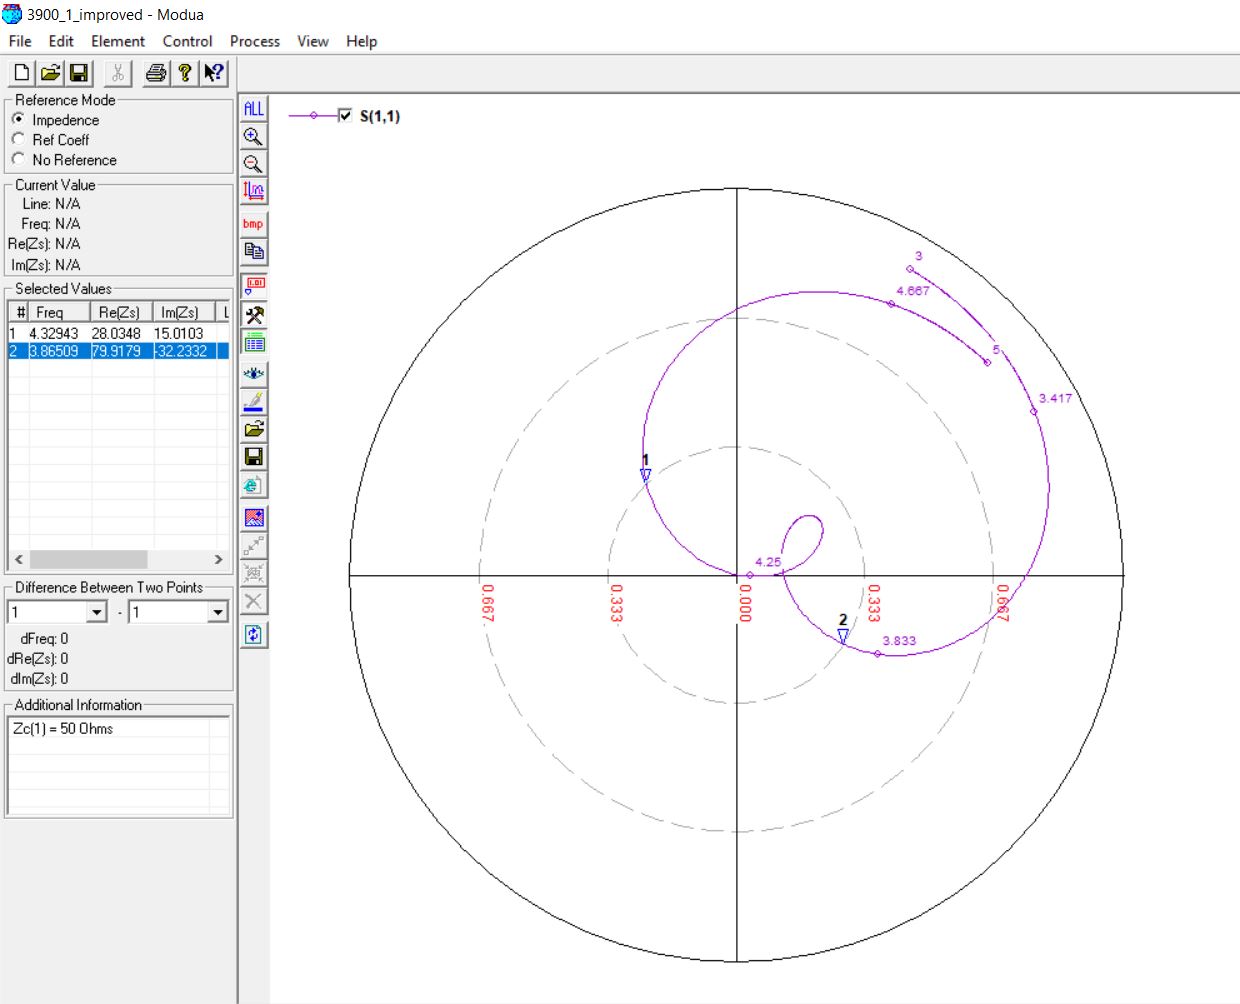 3900_1_improved - Modua
File Edit Element Control Process View Help
Reference Mode
Impedence
Ref Coeff
No Reference
Current Value
Line: N/A
Freq: N/A
Re(Zs): N/A
Im(Zs): N/A
Selected Values
# Freq Re(Zs) Im(Zs) L
1 4.32943 28.0348 15.0103
2 3.86509 79.9179 -32.2332
Difference Between Two Points
1 - 1
dFreq: 0
dRe(Zs): 0
dIm(Zs): 0
Additional Information
Zc(1) = 50 Ohms
ALL
bmp
1.01
S(1,1)
3
4.667
5
3.417
1
4.25
0.667
0.333
0.000
0.333
0.667
2
3.833